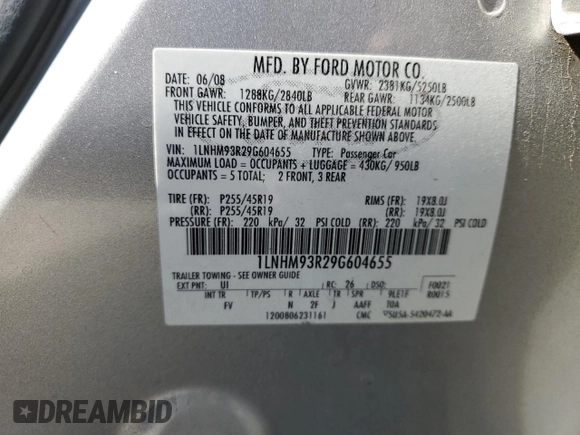 MFD. BY FORD MOTOR CO.
DATE: 06/08 GVWR: 2381KG/5250LB
FRONT GAWR: 1288KG/2840LB REAR GAWR: 1134KG/2500LB
THIS VEHICLE CONFORMS TO ALL APPLICABLE FEDERAL MOTOR
VEHICLE SAFETY, BUMPER, AND THEFT PREVENTION STANDARDS
IN EFFECT ON THE DATE OF MANUFACTURE SHOWN ABOVE.
VIN: 1LNHM93R29G604655 TYPE: Passenger Car
MAXIMUM LOAD = OCCUPANTS + LUGGAGE = 430KG/ 950LB
OCCUPANTS = 5 TOTAL; 2 FRONT, 3 REAR
TIRE (FR): P255/45R19 RIMS (FR): 19X8.0J
(RR): P255/45R19 (RR): 19X8.0J
PRESSURE (FR): 220 kPa/ 32 PSI COLD (RR): 220 kPa/ 32 PSI COLD
1LNHM93R29G604655
TRAILER TOWING - SEE OWNER GUIDE
EXT PNT: UI RC: 26 DSO: F0021
INT TR TP/PS R AXLE TR SPR R0015
FV N 2F J AAFF TOA
1200806231161 CMC
DREAMBID